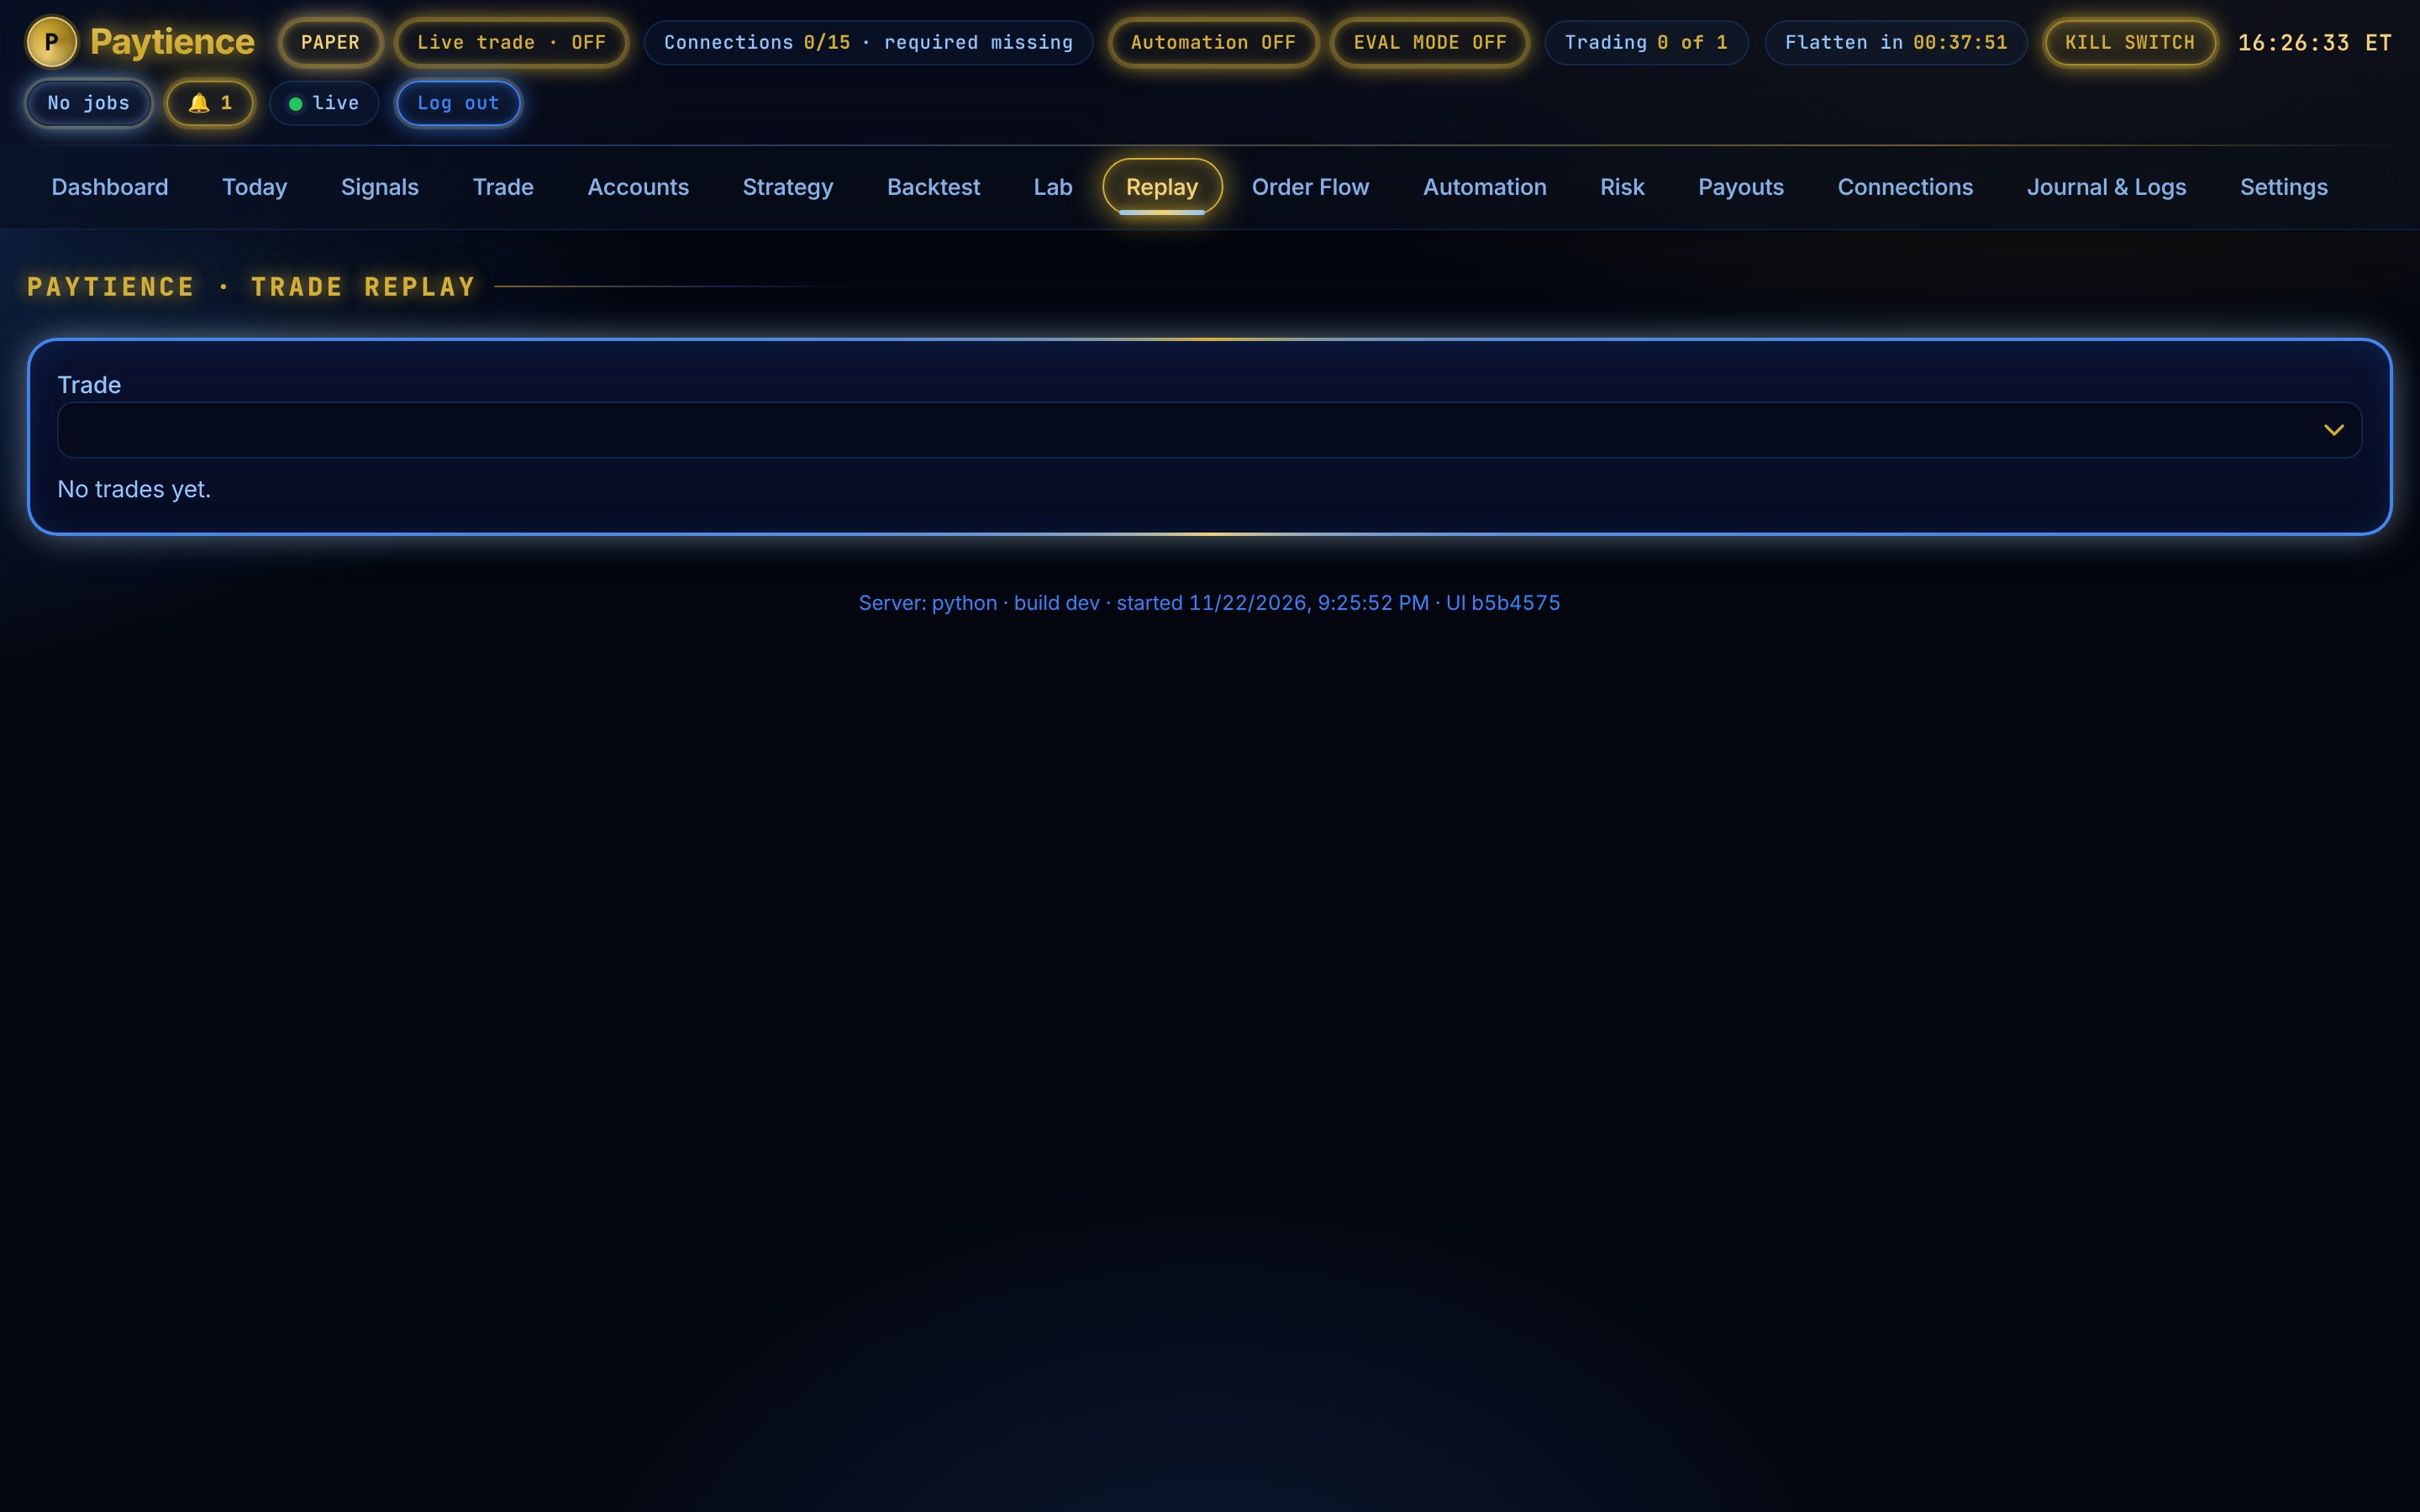 P Paytience PAPER Live trade · OFF Connections 0/15 · required missing Automation OFF EVAL MODE OFF Trading 0 of 1 Flatten in 00:37:51 KILL SWITCH 16:26:33 ET
No jobs 🔔 1 live Log out
Dashboard Today Signals Trade Accounts Strategy Backtest Lab Replay Order Flow Automation Risk Payouts Connections Journal & Logs Settings
PAYTIENCE · TRADE REPLAY
Trade
No trades yet.
Server: python · build dev · started 11/22/2026, 9:25:52 PM · UI b5b4575